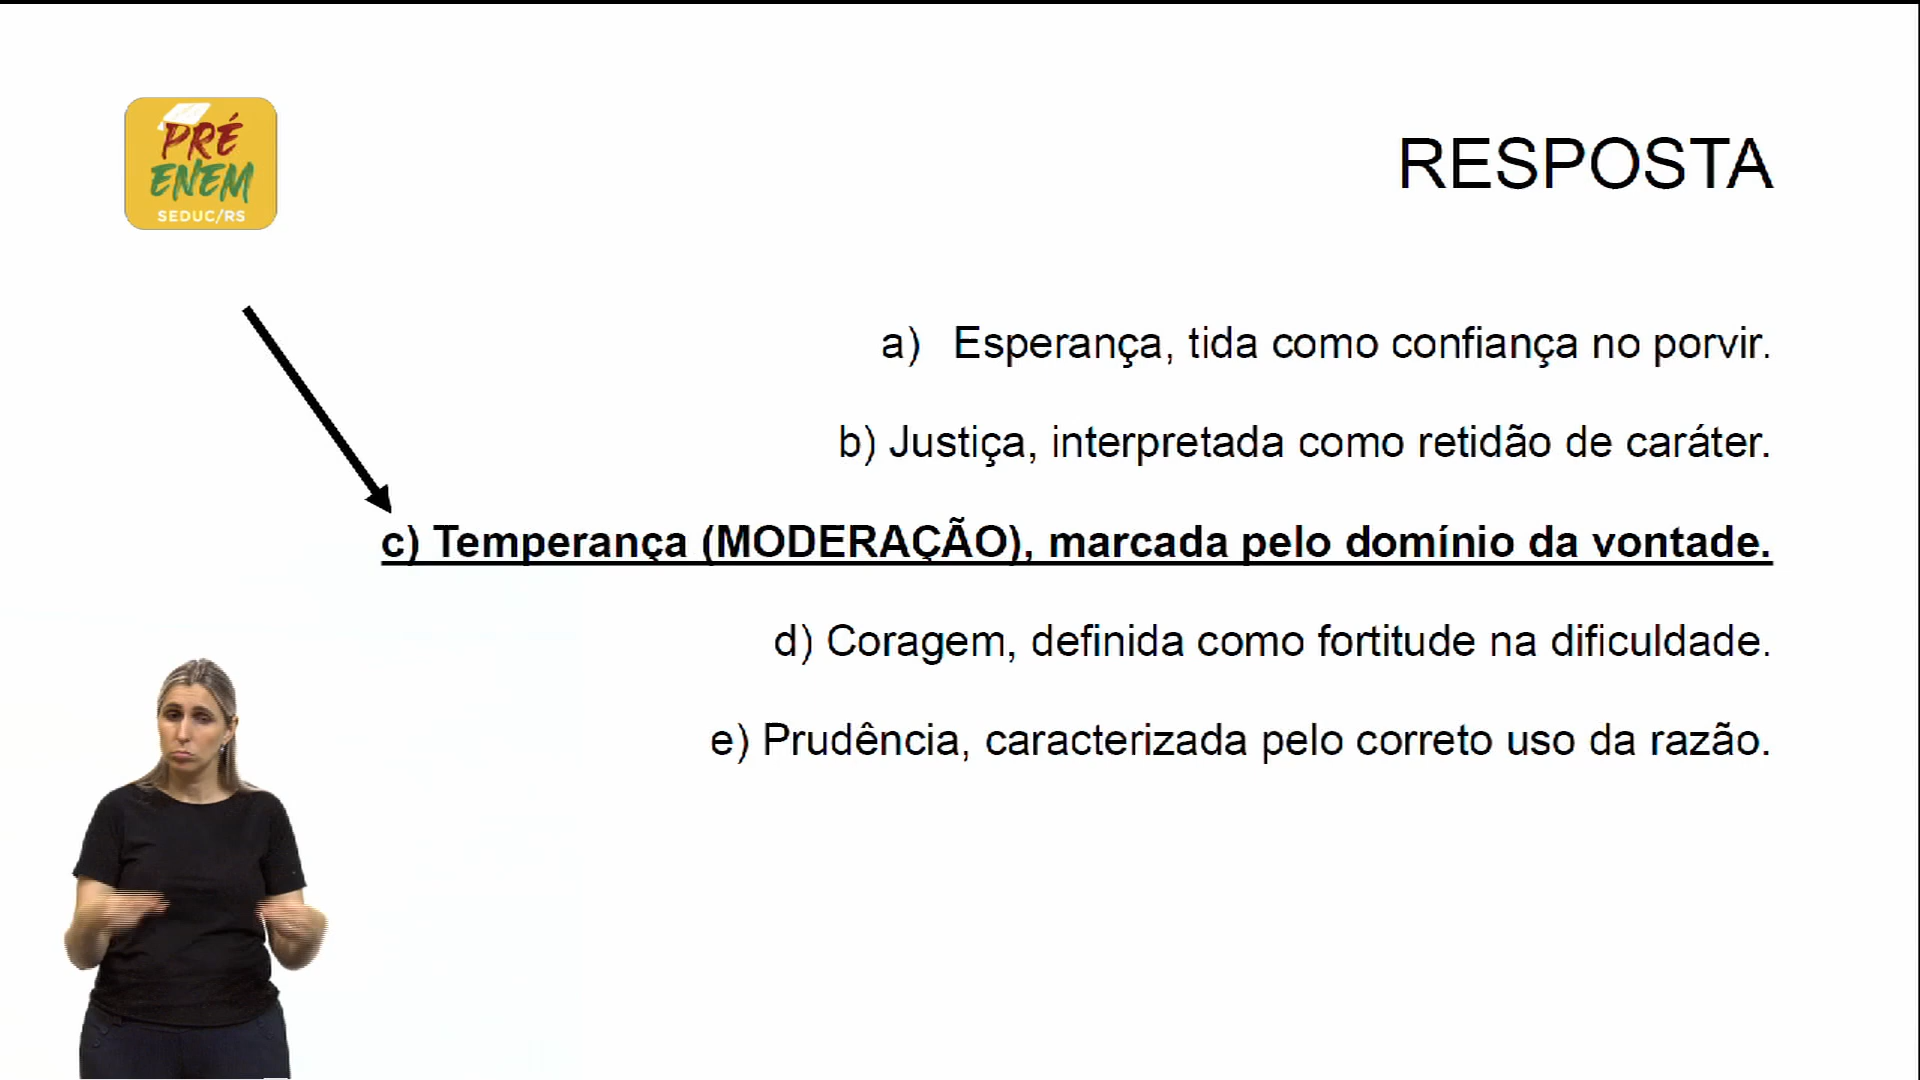 PRÉ
ENEM
SEDUC/RS
RESPOSTA
a) Esperança, tida como confiança no porvir.
b) Justiça, interpretada como retidão de caráter.
c) Temperança (MODERAÇÃO), marcada pelo domínio da vontade.
d) Coragem, definida como fortitude na dificuldade.
e) Prudência, caracterizada pelo correto uso da razão.